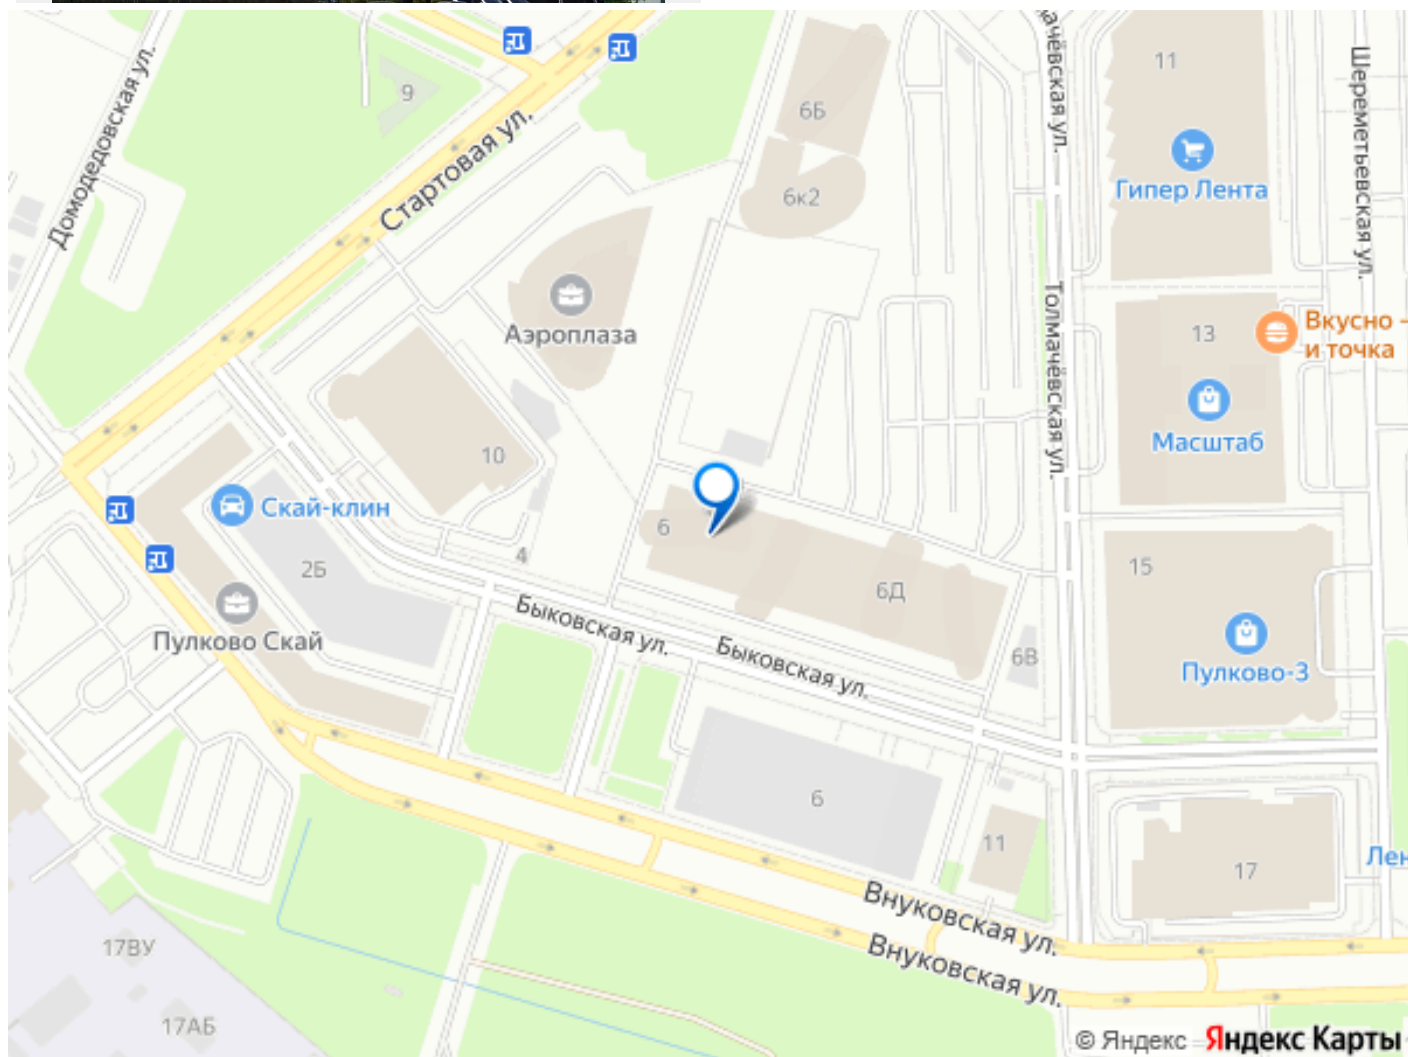 Домодедовская ул.
9
Стартовая ул.
6Б
6к2
11
Гипер Лента
Шереметьевская ул.
Толмачёвская ул.
Аэроплаза
13
Вкусно –
и точка
Масштаб
10
Скай-клин
2Б
4
6
6Д
15
Пулково Скай
Быковская ул.
Быковская ул.
6В
Пулково-3
6
11
17
Внуковская ул.
Внуковская ул.
17ВУ
17АБ
© Яндекс Яндекс Карты